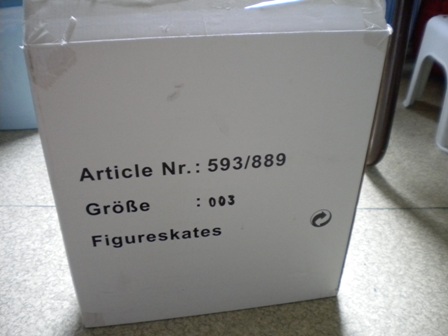 Article Nr.: 593/889
Größe : 003
Figureskates